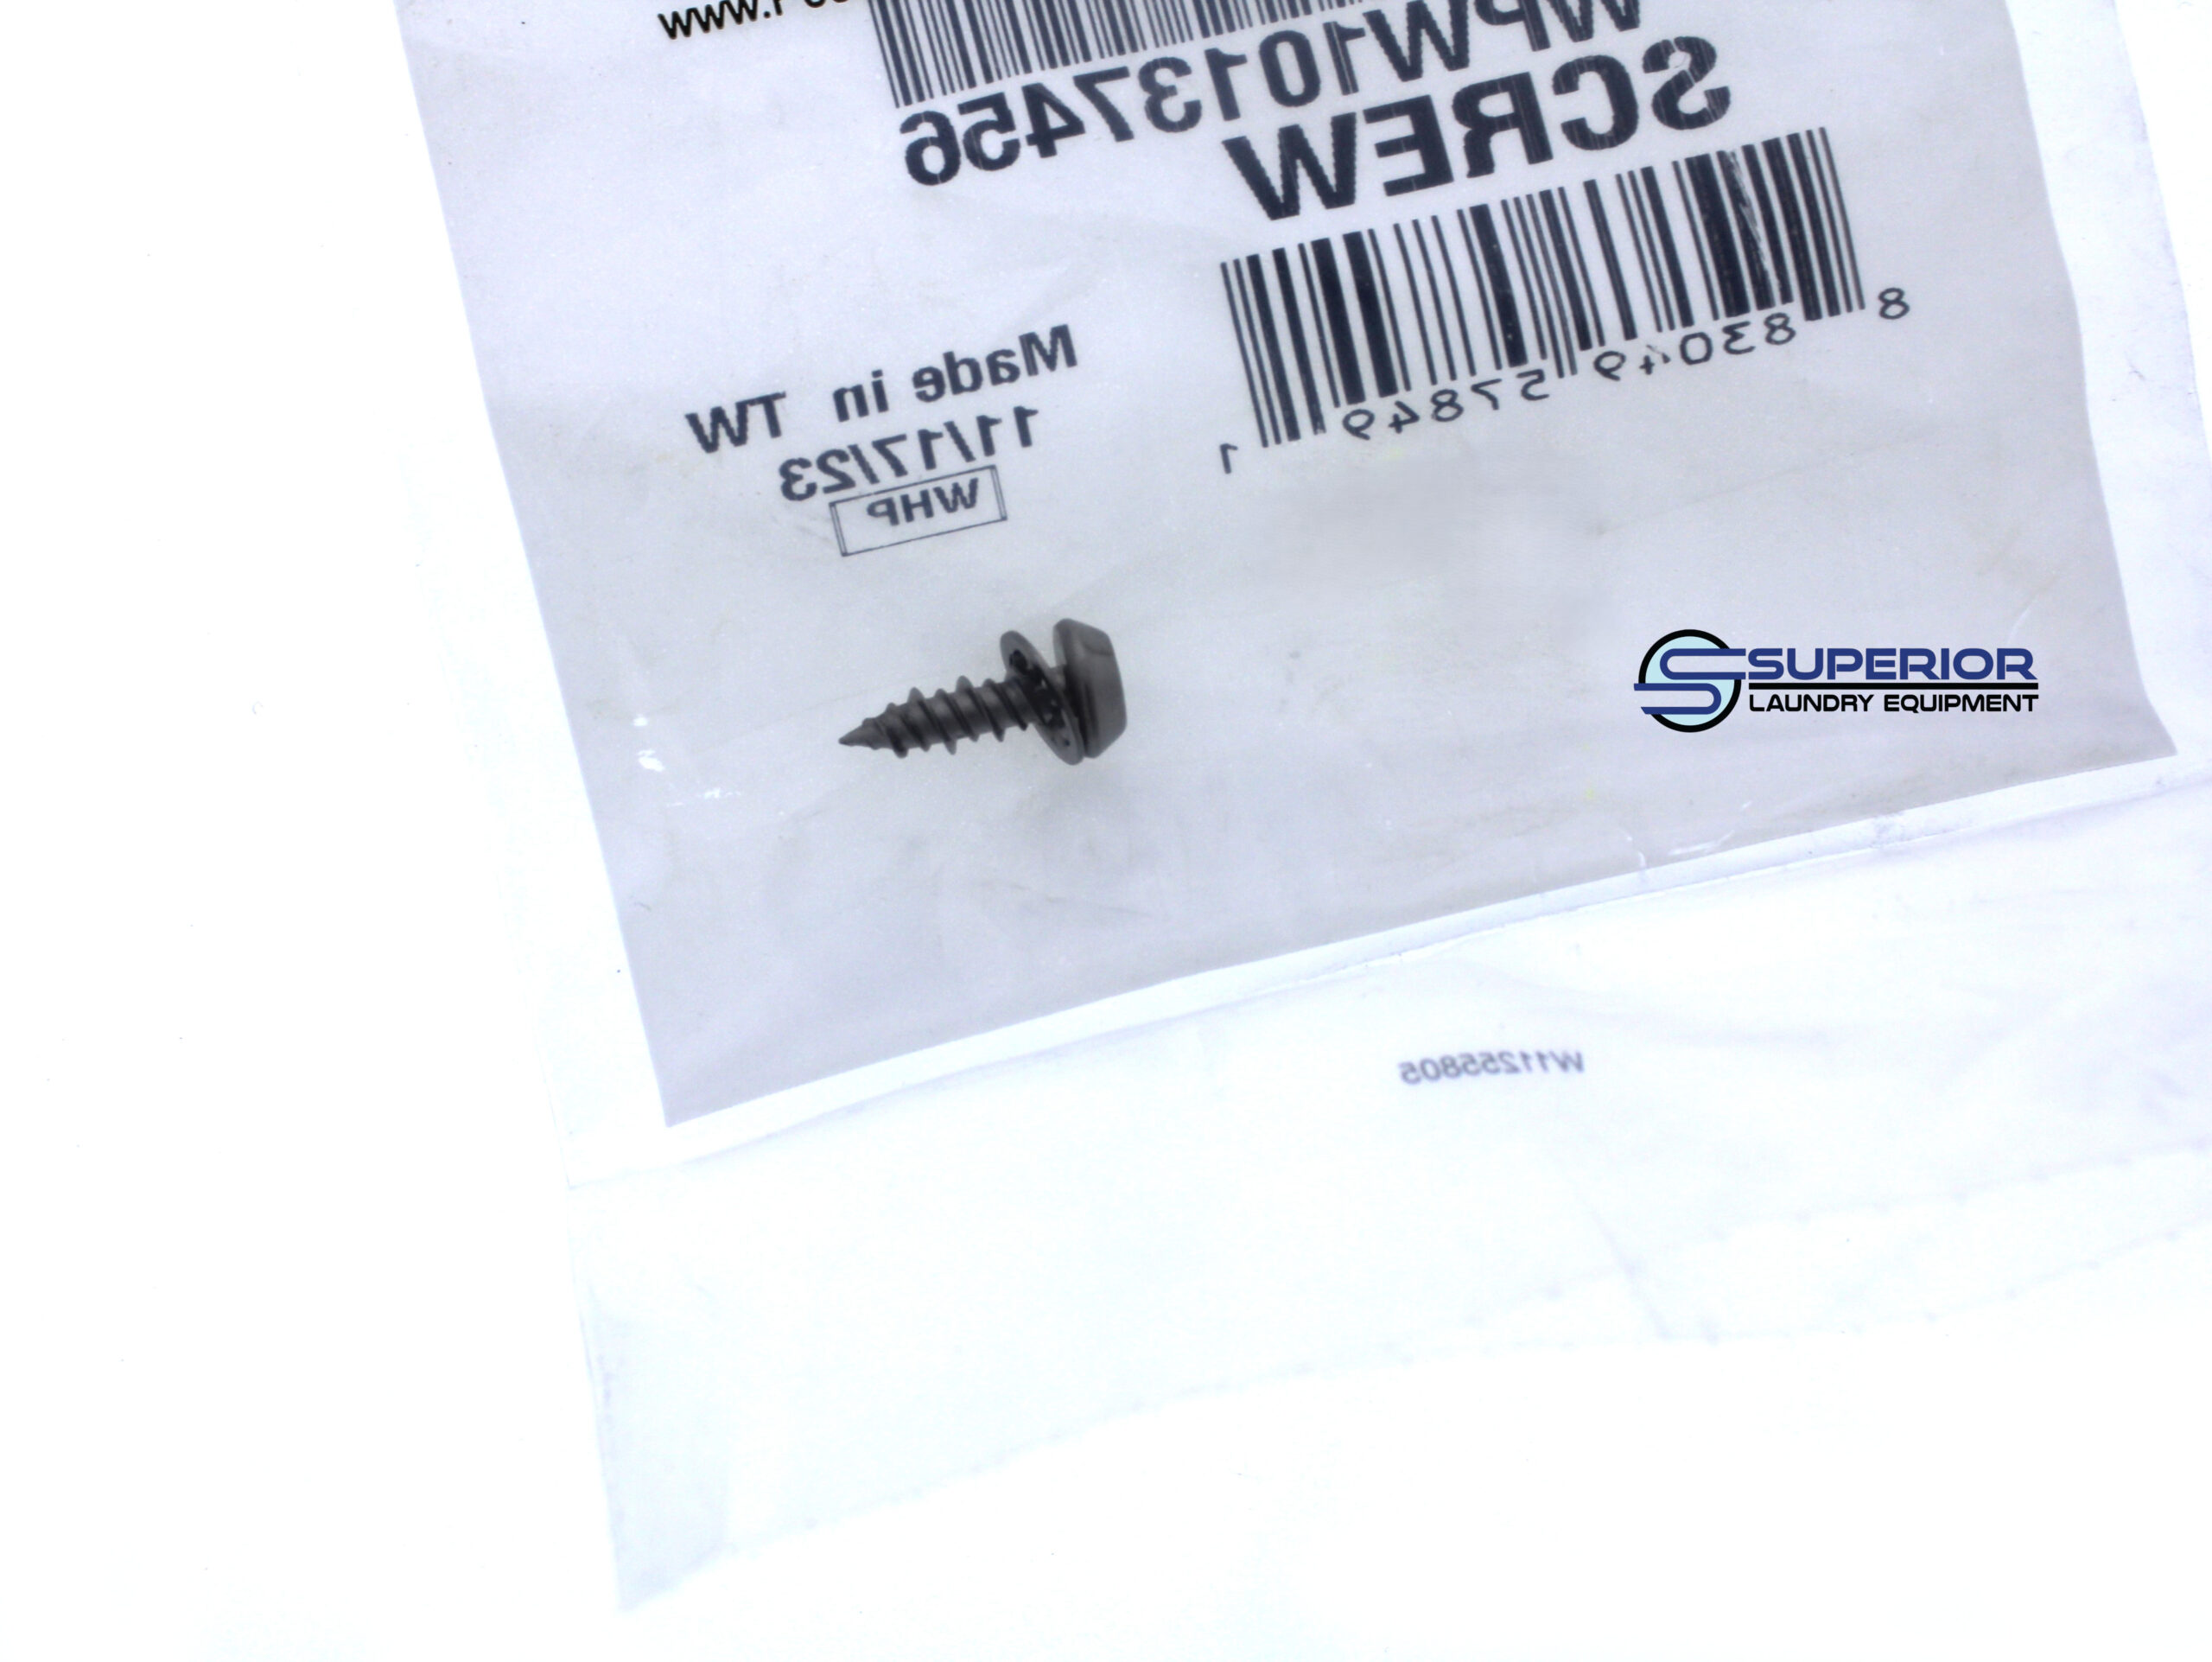 WPW10137456
SCREW
8 83049 57849 1
Made in TW
11/17/23
WHP
SUPERIOR
LAUNDRY EQUIPMENT
W11255805